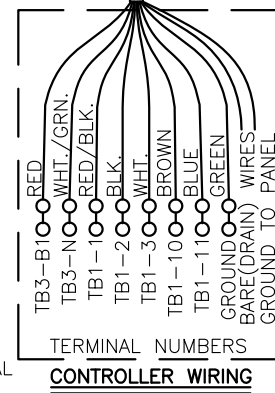 RED
WHT./GRN.
RED/BLK.
BLK.
WHT.
BROWN
BLUE
GREEN
WIRES
TB3-B1
TB3-N
TB1-1
TB1-2
TB1-3
TB1-10
TB1-11
GROUND
BARE(DRAIN)
GROUND TO PANEL
TERMINAL NUMBERS
AL
CONTROLLER WIRING